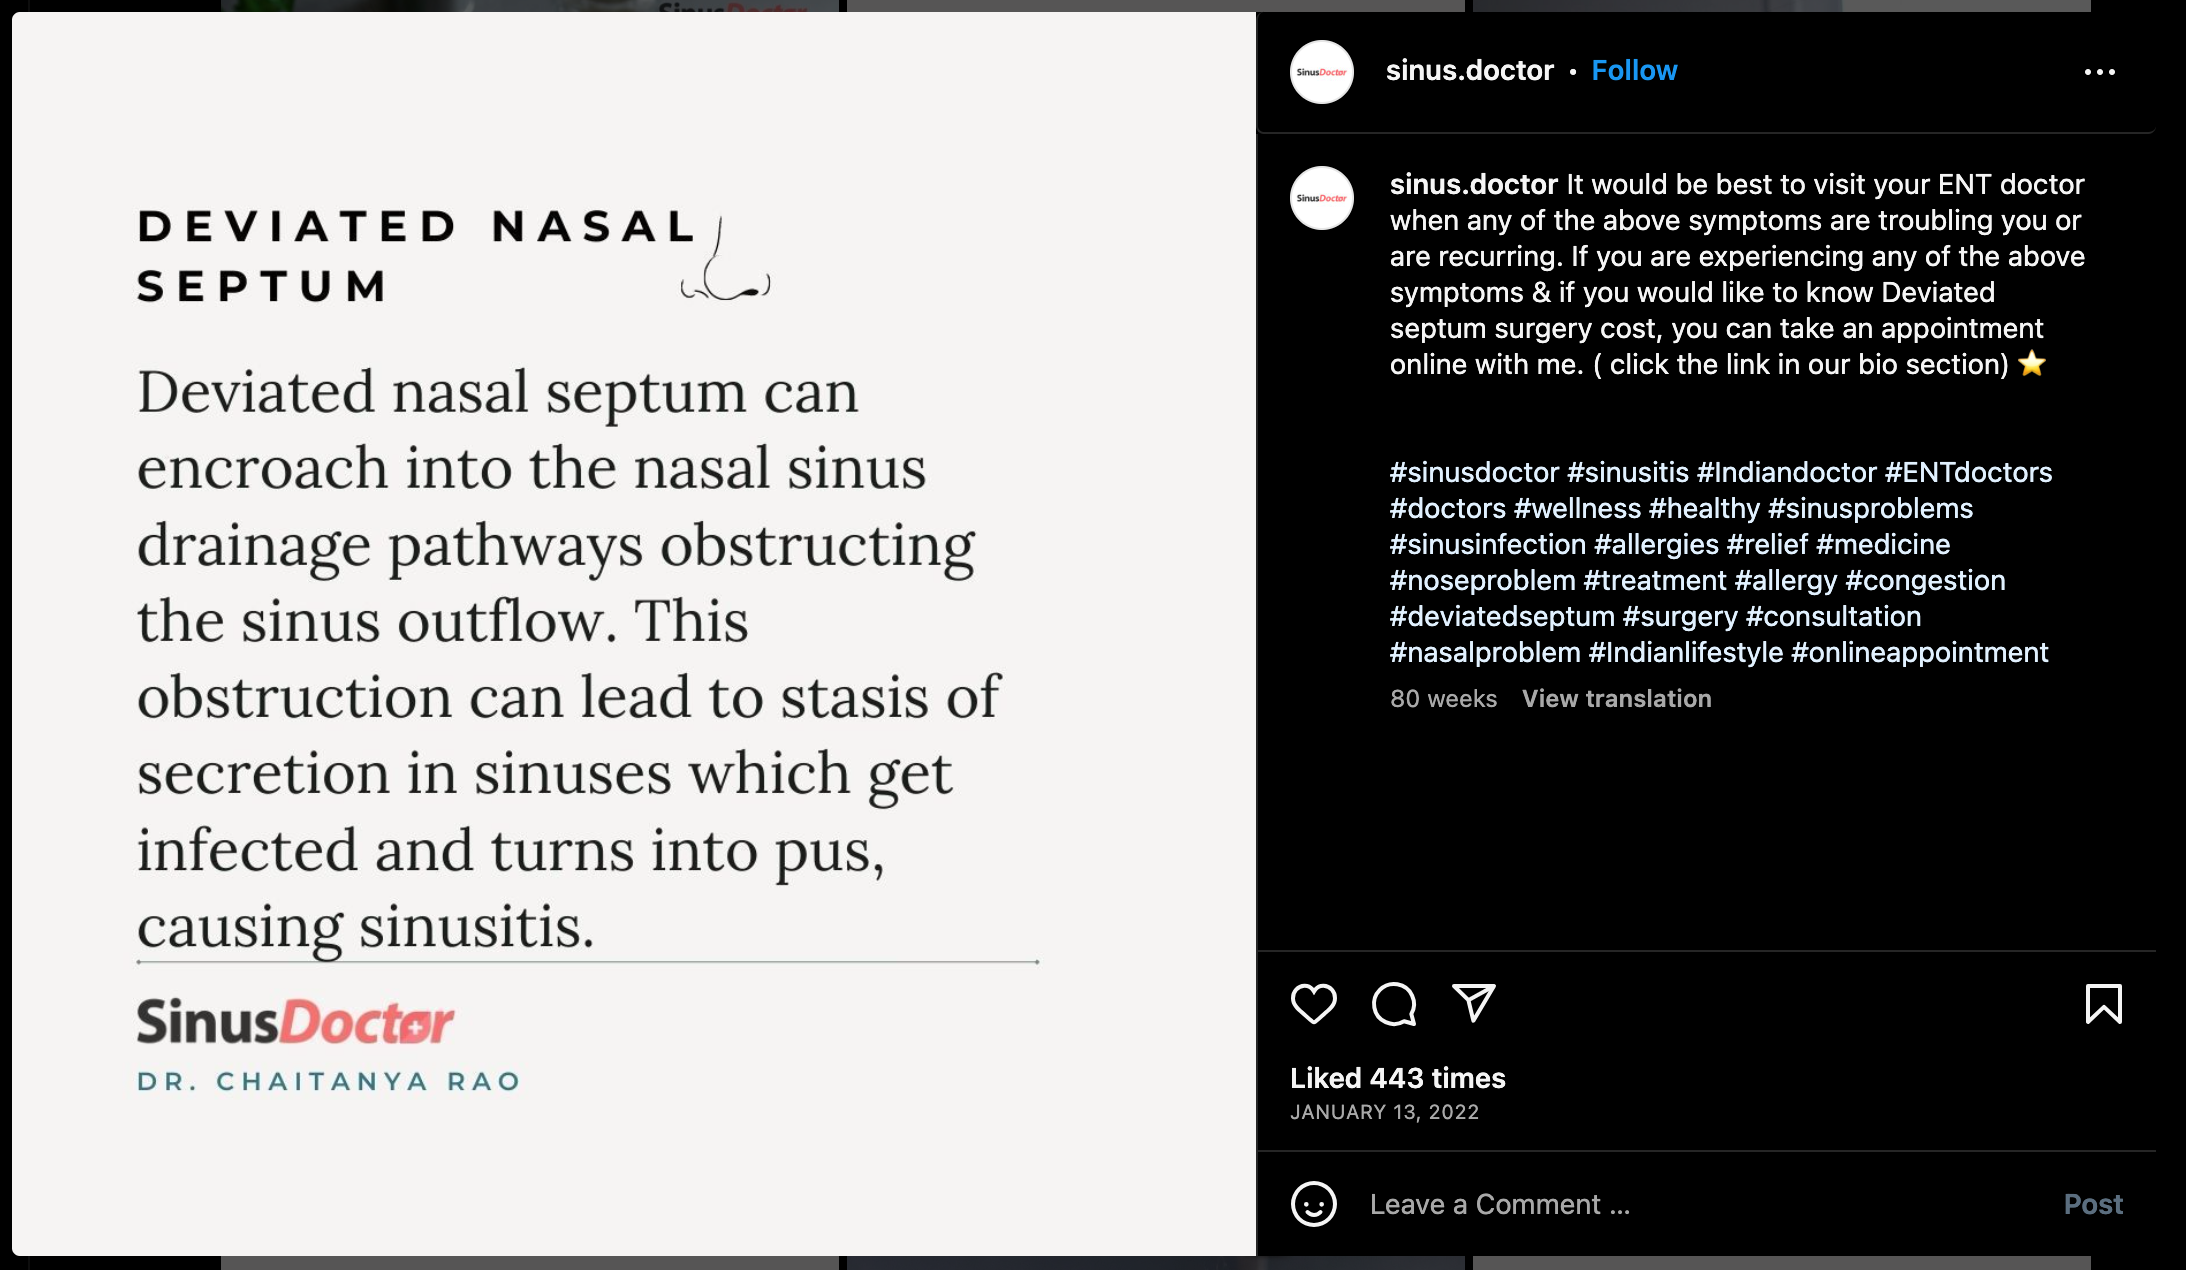 SinusDoctor
DEVIATED NASAL
SEPTUM
Deviated nasal septum can
encroach into the nasal sinus
drainage pathways obstructing
the sinus outflow. This
obstruction can lead to stasis of
secretion in sinuses which get
infected and turns into pus,
causing sinusitis.
SinusDoctor
DR. CHAITANYA RAO
SinusDoctor
sinus.doctor • Follow
SinusDoctor
sinus.doctor It would be best to visit your ENT doctor
when any of the above symptoms are troubling you or
are recurring. If you are experiencing any of the above
symptoms & if you would like to know Deviated
septum surgery cost, you can take an appointment
online with me. ( click the link in our bio section) ⭐
#sinusdoctor #sinusitis #Indiandoctor #ENTdoctors
#doctors #wellness #healthy #sinusproblems
#sinusinfection #allergies #relief #medicine
#noseproblem #treatment #allergy #congestion
#deviatedseptum #surgery #consultation
#nasalproblem #Indianlifestyle #onlineappointment
80 weeks View translation
Liked 443 times
JANUARY 13, 2022
Leave a Comment ...
Post